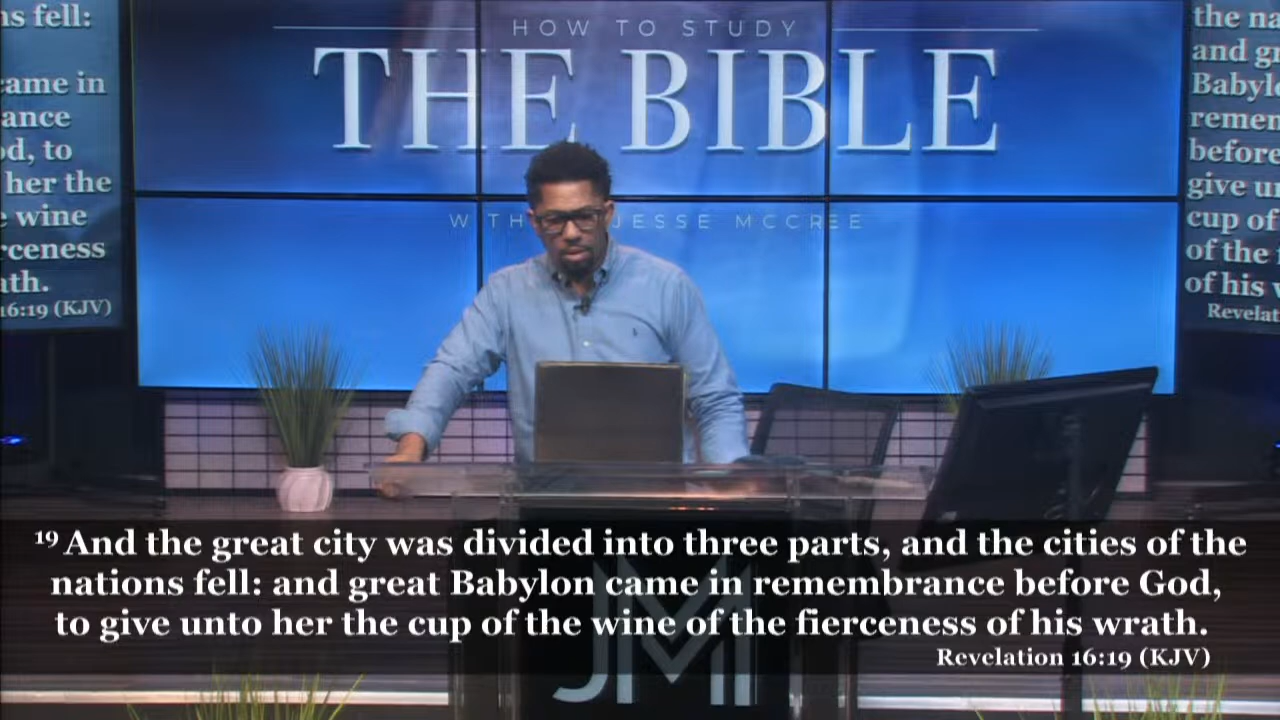 HOW TO STUDY
THE BIBLE
WITH JESSE MCCREE
ns fell:
came in
ance
od, to
her the
wine
rceness
ath.
16:19 (KJV)
the na
and gr
Babylo
remem
before
give un
cup of
of the
of his w
Revelat
19 And the great city was divided into three parts, and the cities of the
nations fell: and great Babylon came in remembrance before God,
to give unto her the cup of the wine of the fierceness of his wrath.
Revelation 16:19 (KJV)
JMI